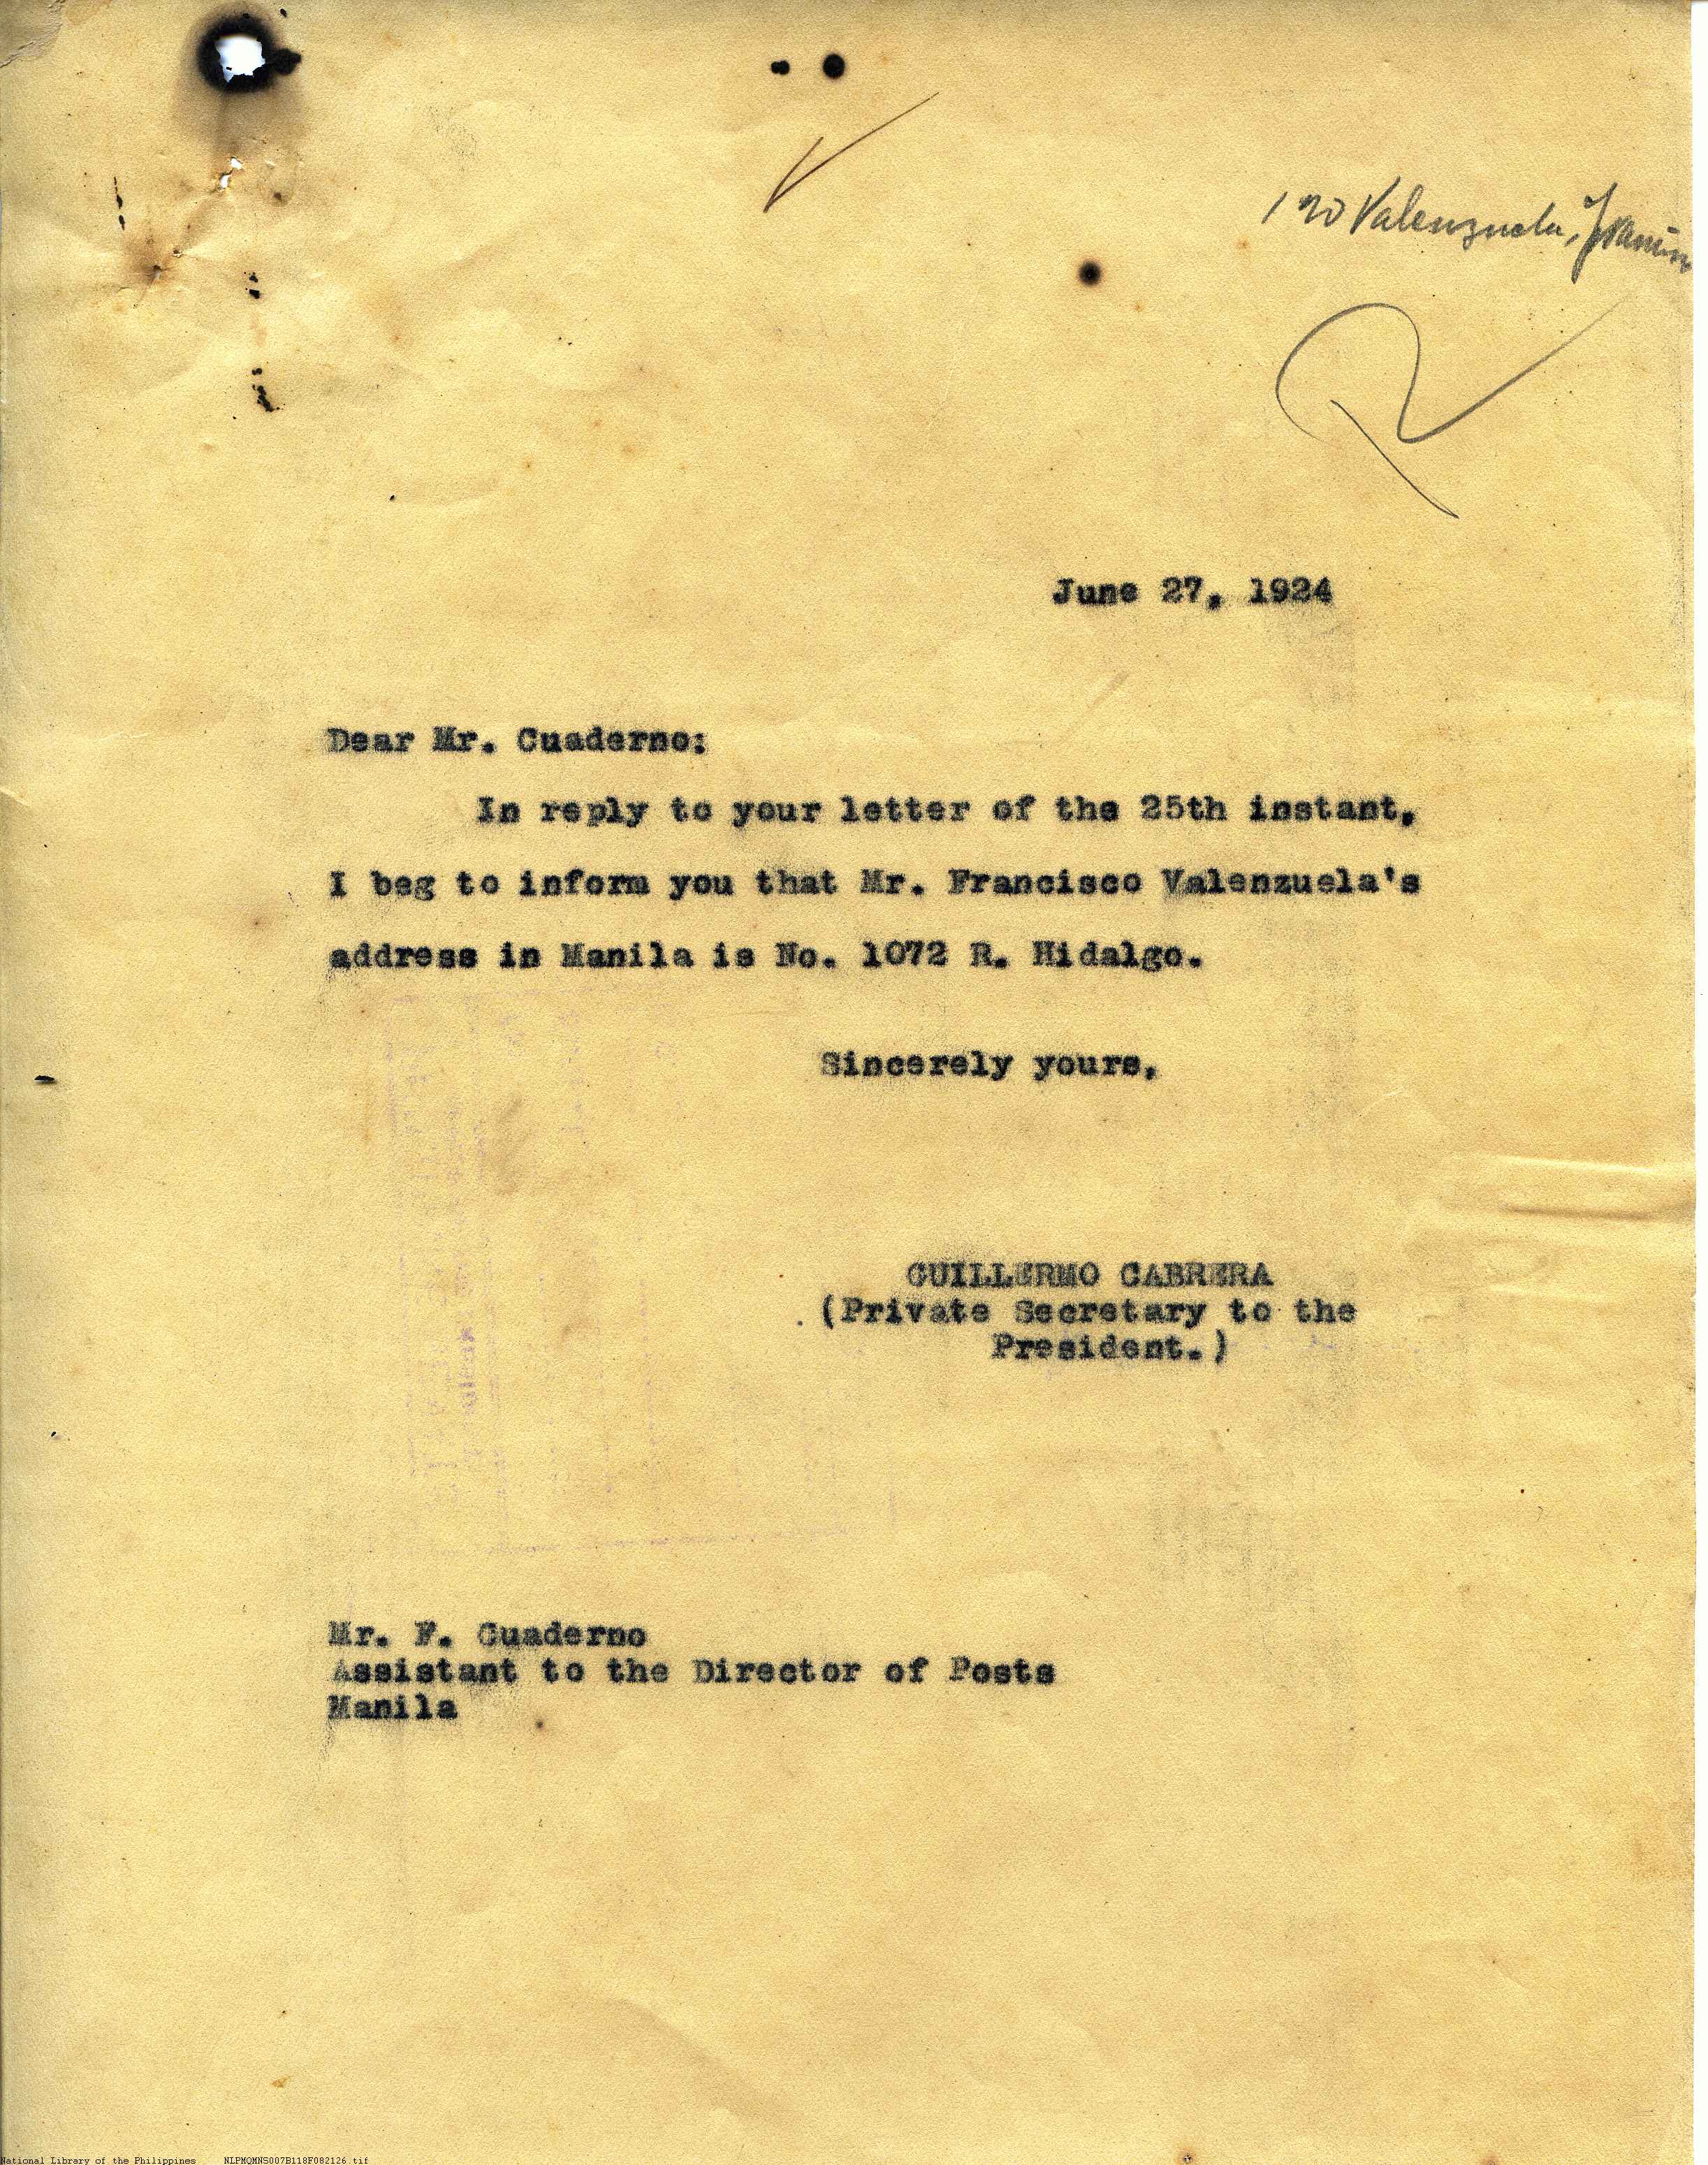 Valenzuela,
June 27, 1924
Dear Mr. Cuaderno:
In reply to your letter of the 25th instant,
I beg to inform you that Mr. Francisco Valenzuela's
address in Manila is No. 1072 R. Hidalgo.
Sincerely yours,
GUILLERMO CABRERA
(Private Secretary to the
President.)
Mr. F. Cuaderno
Assistant to the Director of Posts
Manila
National Library of the Philippines NLPMQMNS007B118F082126.tif